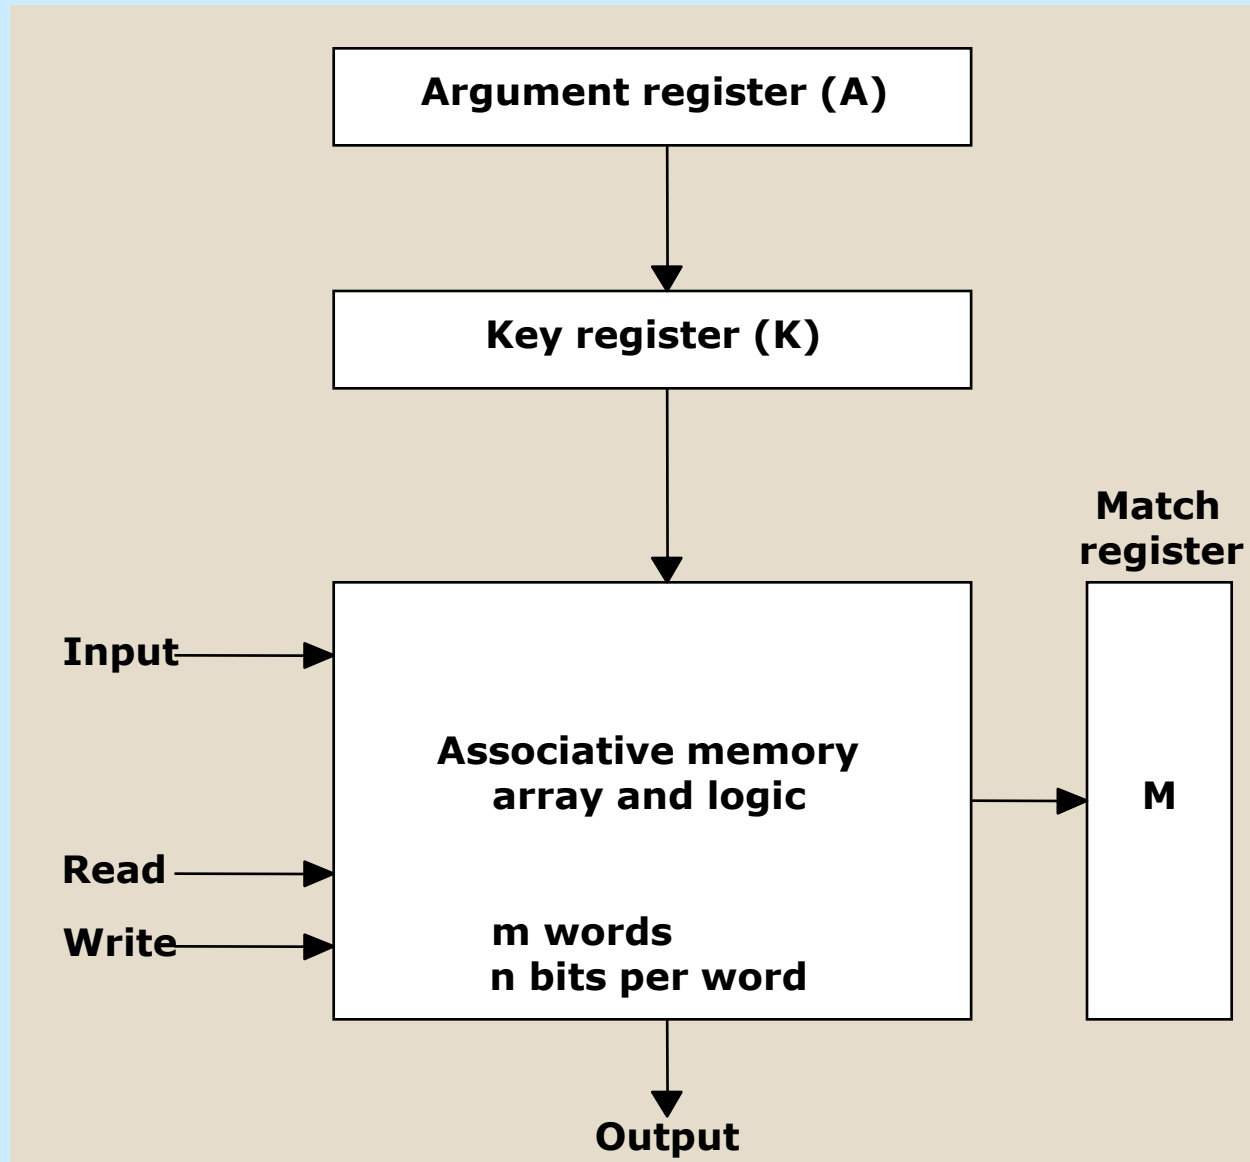 Argument register (A)
Key register (K)
Match
register
Input
Associative memory
array and logic
M
Read
Write
m words
n bits per word
Output